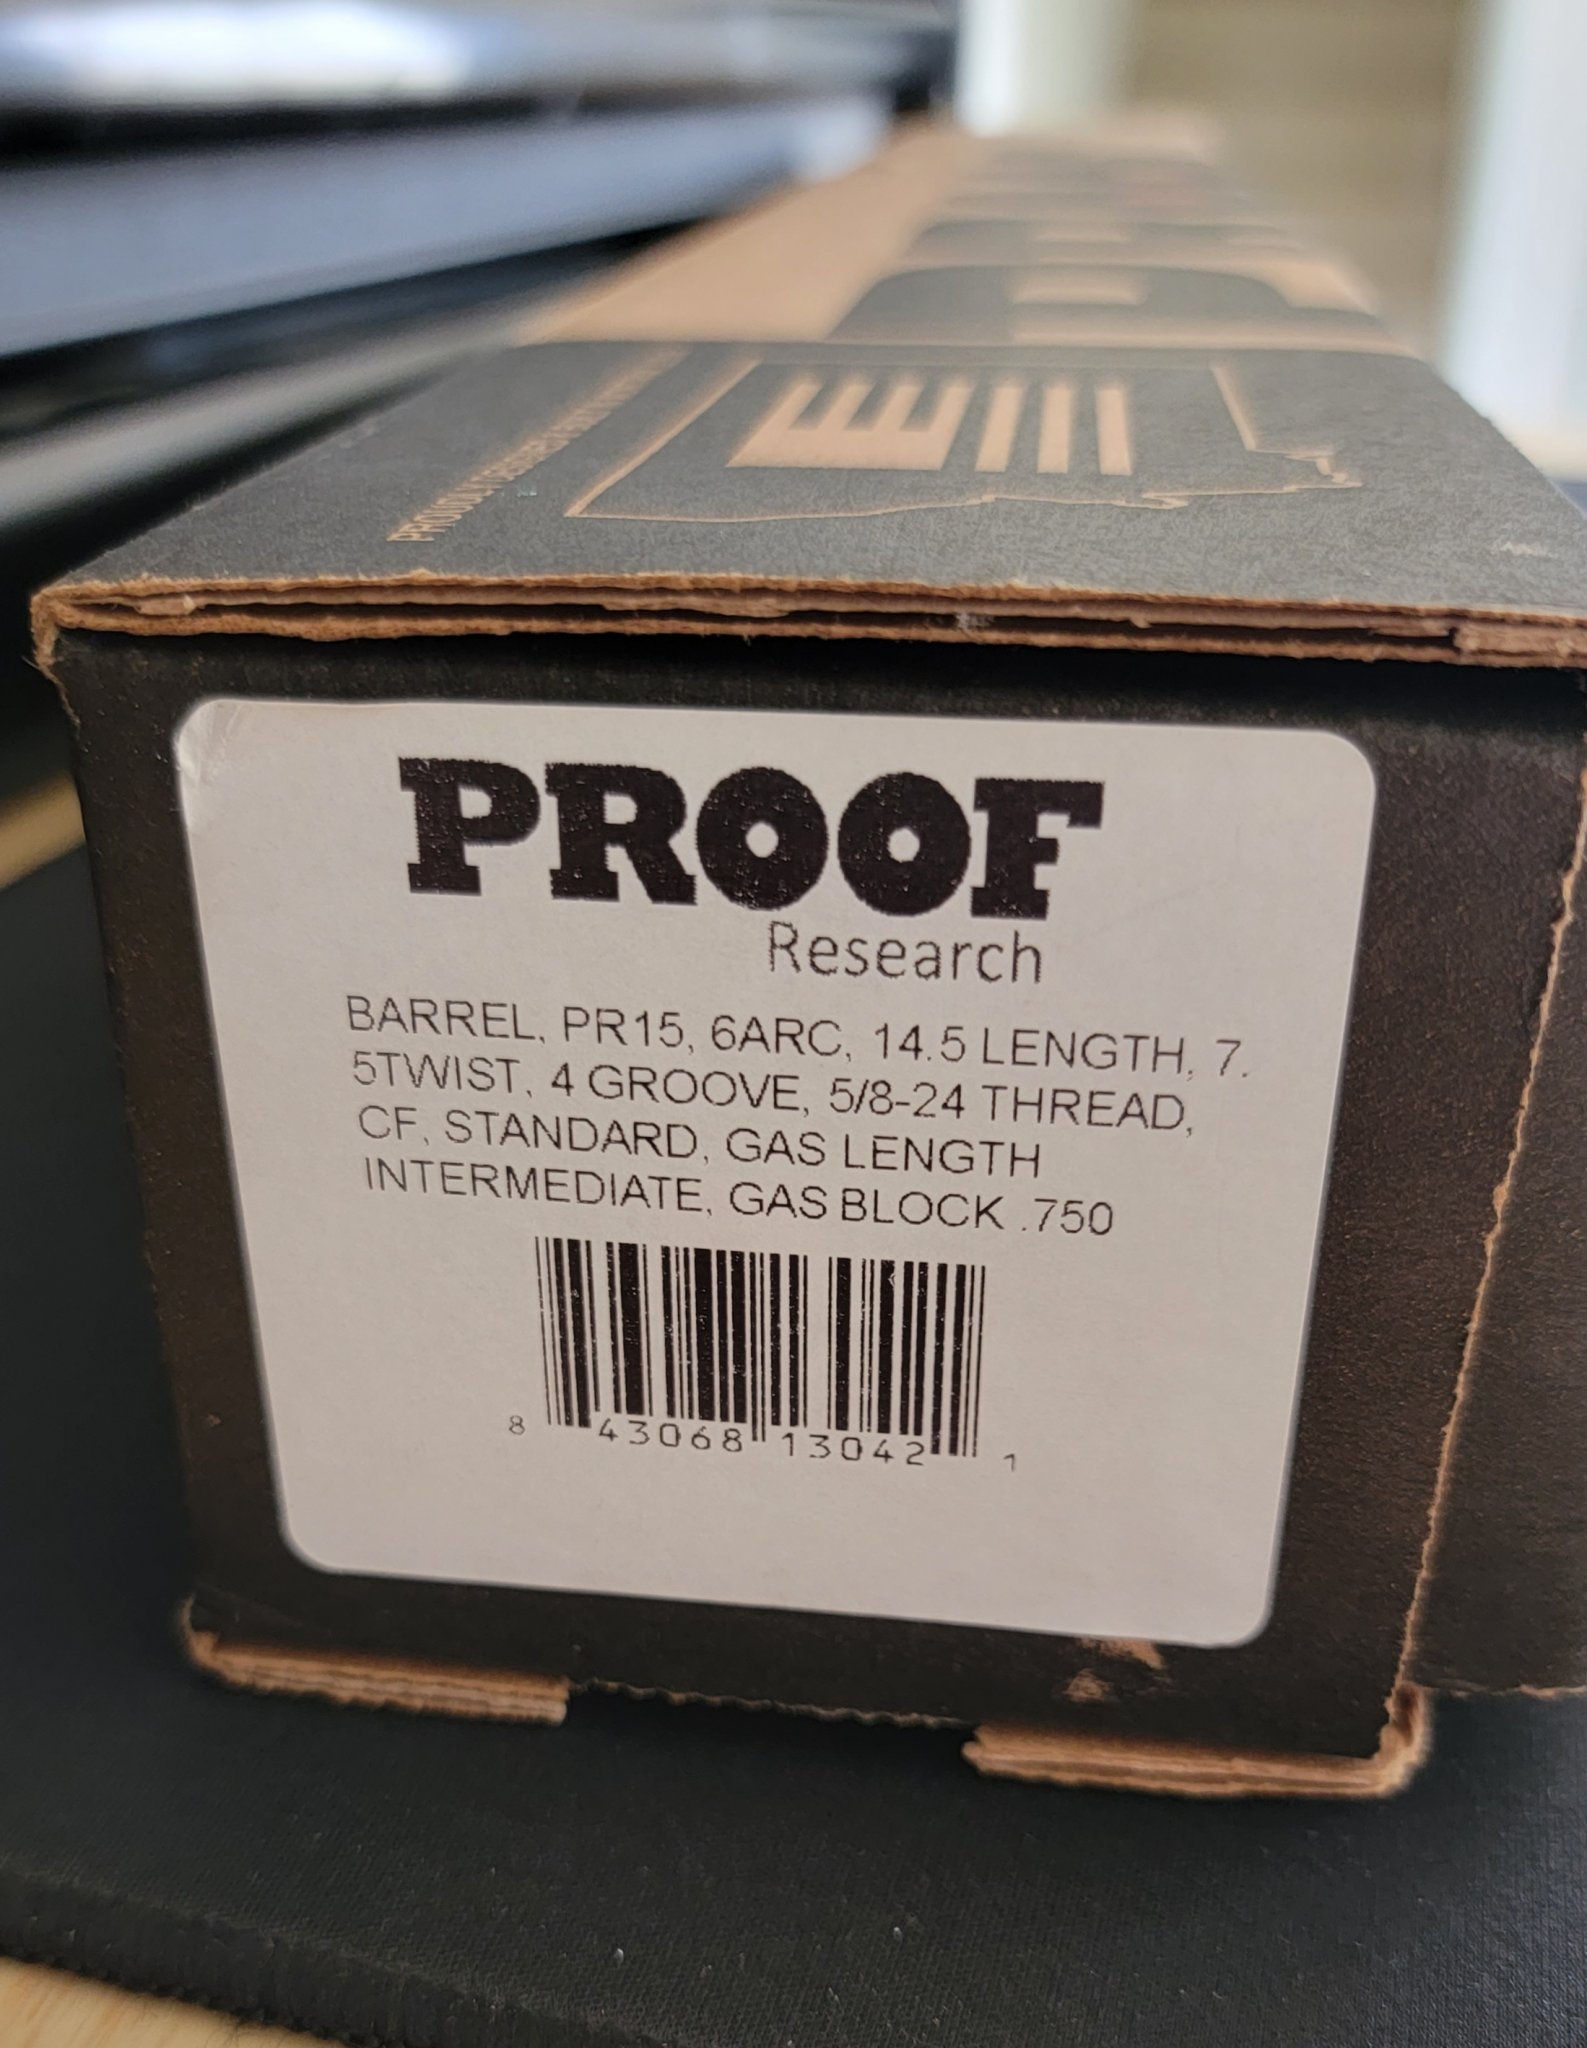 PROOF
Research
BARREL, PR15, 6ARC, 14.5 LENGTH, 7.
5TWIST, 4 GROOVE, 5/8-24 THREAD,
CF, STANDARD, GAS LENGTH
INTERMEDIATE, GAS BLOCK .750
8 43068 13042 1